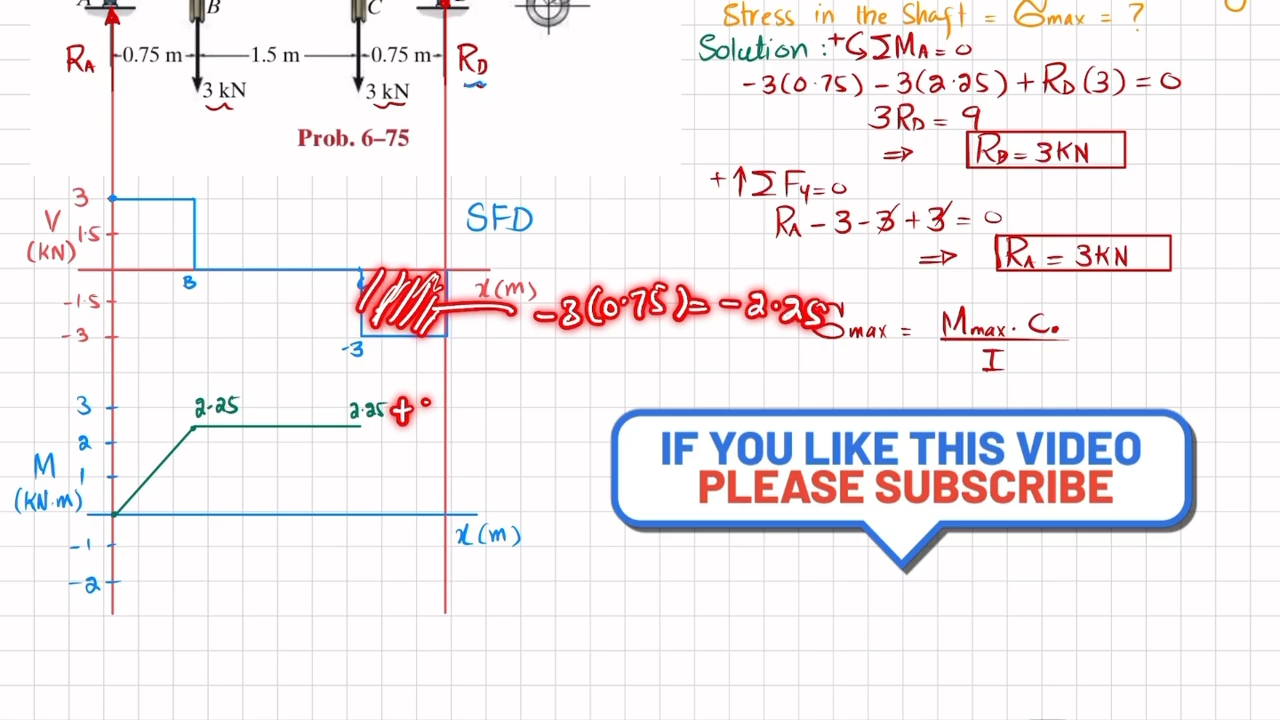 Stress in the Shaft = σmax = ?
A B C
RA 0.75 m 1.5 m 0.75 m RD
3 kN 3 kN
Prob. 6–75
Solution : +↺ ΣMA = 0
-3(0.75) - 3(2.25) + RD(3) = 0
3RD = 9
⇒ RD = 3KN
+↑ΣFy=0
RA - 3 - 3 + 3 = 0
⇒ RA = 3KN
σmax = Mmax. C.
I
SFD
V
(KN)
3
1.5
-1.5
-3
B
x(m)
-3
-3(0.75)= -2.25
M
(KN.m)
3
2
1
-1
-2
2.25
2.25 + 
x(m)
IF YOU LIKE THIS VIDEO
PLEASE SUBSCRIBE